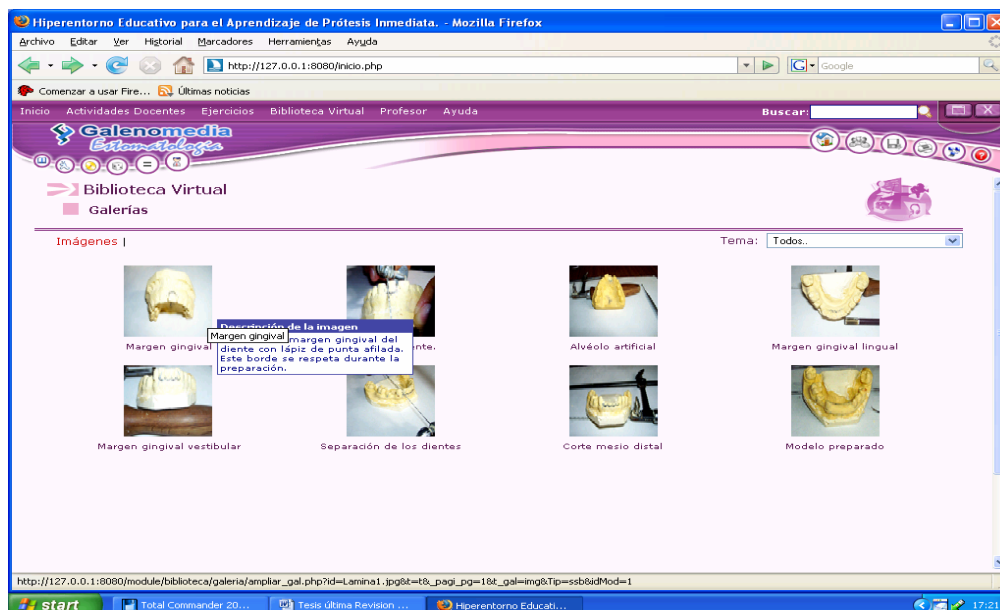 Hiperentorno Educativo para el Aprendizaje de Prótesis Inmediata. - Mozilla Firefox
Archivo Editar Ver Historial Marcadores Herramientas Ayuda
http://127.0.0.1:8080/inicio.php
Google
Comenzar a usar Fire... Últimas noticias
Inicio Actividades Docentes Ejercicios Biblioteca Virtual Profesor Ayuda
Buscar:
Galenomedia
Estomatología
Biblioteca Virtual
Galerías
Imágenes |
Tema: Todos..
Descripción de la imagen
Margen gingival
margen gingival del
diente con lápiz de punta afilada.
Este borde se respeta durante la
preparación.
Margen gingival
nte.
Alvéolo artificial
Margen gingival lingual
Margen gingival vestibular
Separación de los dientes
Corte mesio distal
Modelo preparado
http://127.0.0.1:8080/module/biblioteca/galeria/ampliar_gal.php?id=Lamina1.jpg&t=t&_pagi_pg=1&t_gal=img&Tip=ssb&idMod=1
start
Total Commander 20...
Tesis última Revision ...
Hiperentorno Educati...
17:21